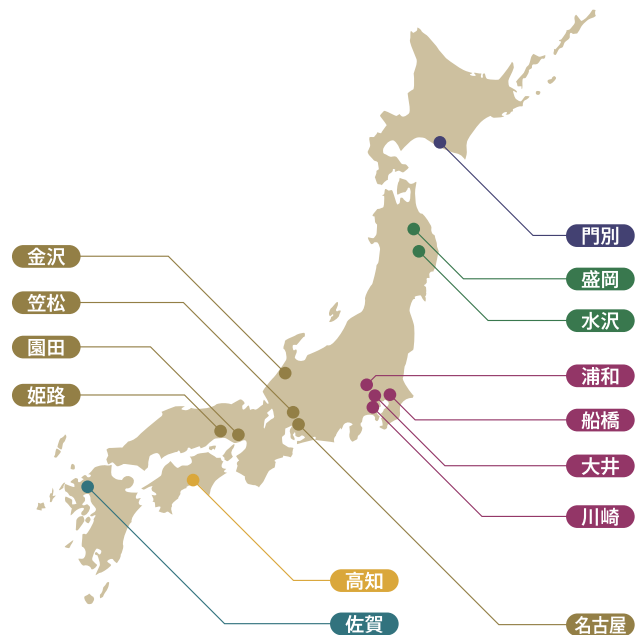 門別
盛岡
水沢
浦和
船橋
大井
川崎
金沢
笠松
園田
姫路
高知
佐賀
名古屋